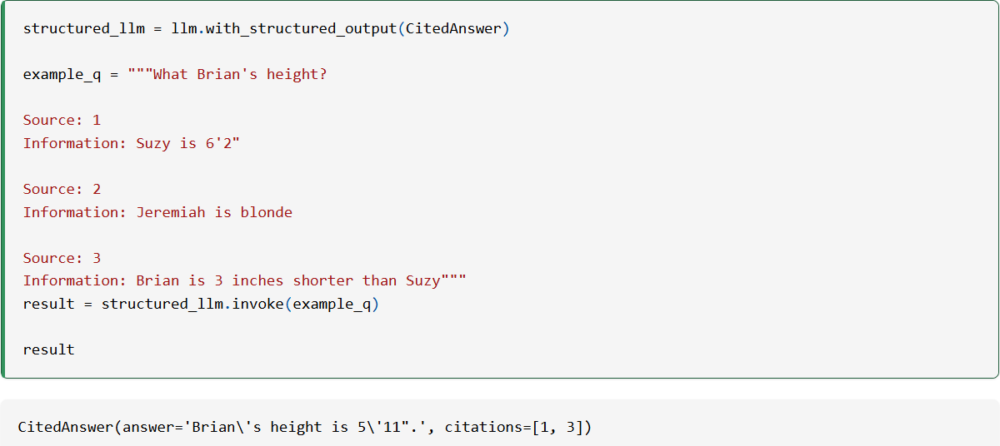 structured_llm = llm.with_structured_output(CitedAnswer)
example_q = """What Brian's height?
Source: 1
Information: Suzy is 6'2"
Source: 2
Information: Jeremiah is blonde
Source: 3
Information: Brian is 3 inches shorter than Suzy"""
result = structured_llm.invoke(example_q)
result
CitedAnswer(answer='Brian\'s height is 5\'11".', citations=[1, 3])